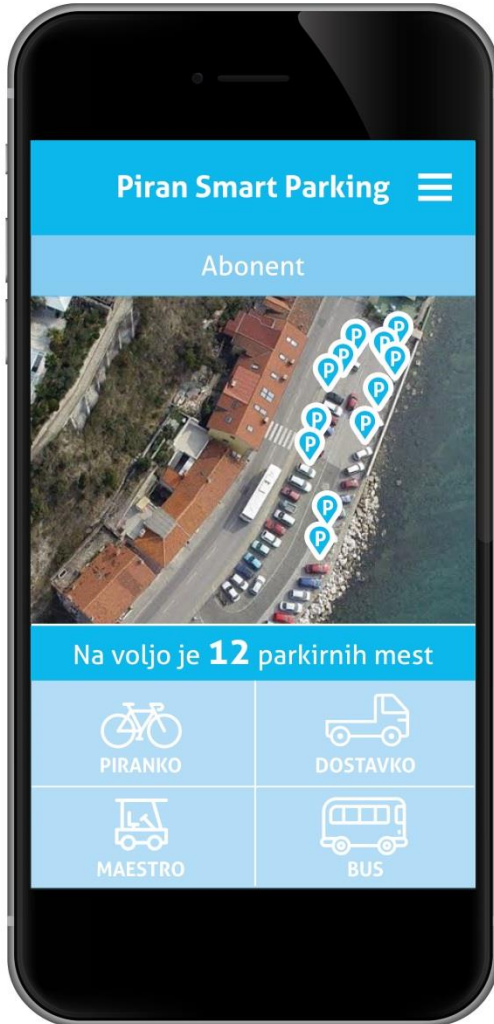 Piran Smart Parking
Abonent
P
P
P
P
P
P
P
P
P
P
P
P
Na voljo je 12 parkirnih mest
PIRANKO
DOSTAVKO
MAESTRO
BUS